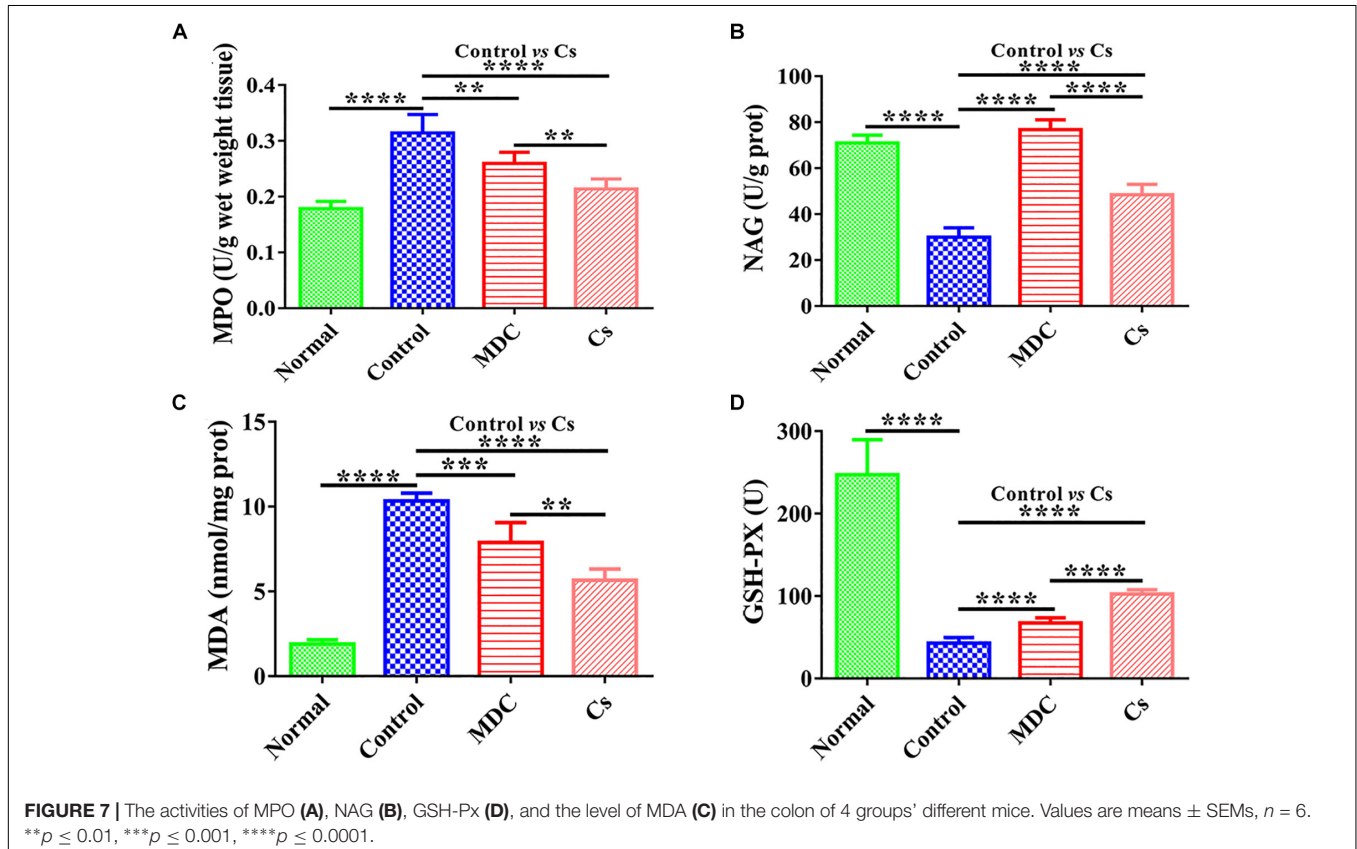 A
Control vs Cs
****
**
****
**
0.4
0.3
0.2
0.1
0.0
MPO (U/g wet weight tissue)
Normal
Control
MDC
Cs
B
Control vs Cs
****
****
****
****
100
80
60
40
20
0
NAG (U/g prot)
Normal
Control
MDC
Cs
C
Control vs Cs
****
***
****
**
15
10
5
0
MDA (nmol/mg prot)
Normal
Control
MDC
Cs
D
****
Control vs Cs
****
****
****
300
200
100
0
GSH-PX (U)
Normal
Control
MDC
Cs
FIGURE 7 | The activities of MPO (A), NAG (B), GSH-Px (D), and the level of MDA (C) in the colon of 4 groups' different mice. Values are means ± SEMs, n = 6.
**p ≤ 0.01, ***p ≤ 0.001, ****p ≤ 0.0001.